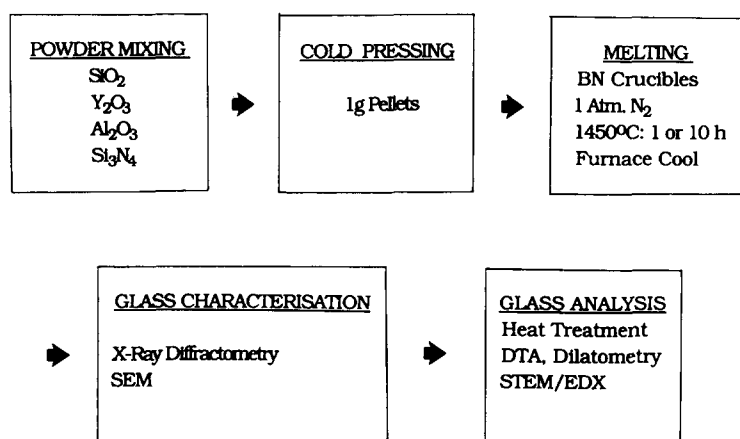 POWDER MIXING
SiO₂
Y₂O₃
Al₂O₃
Si₃N₄
COLD PRESSING
1g Pellets
MELTING
BN Crucibles
1 Atm. N₂
1450ºC: 1 or 10 h
Furnace Cool
GLASS CHARACTERISATION
X-Ray Diffractometry
SEM
GLASS ANALYSIS
Heat Treatment
DTA, Dilatometry
STEM/EDX